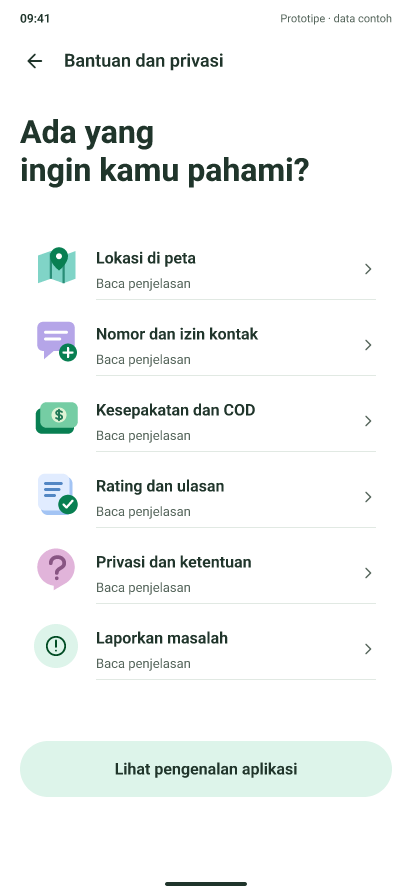 09:41
Prototipe · data contoh
Bantuan dan privasi
Ada yang
ingin kamu pahami?
Lokasi di peta
Baca penjelasan
Nomor dan izin kontak
Baca penjelasan
$
Kesepakatan dan COD
Baca penjelasan
Rating dan ulasan
Baca penjelasan
?
Privasi dan ketentuan
Baca penjelasan
Laporkan masalah
Baca penjelasan
Lihat pengenalan aplikasi